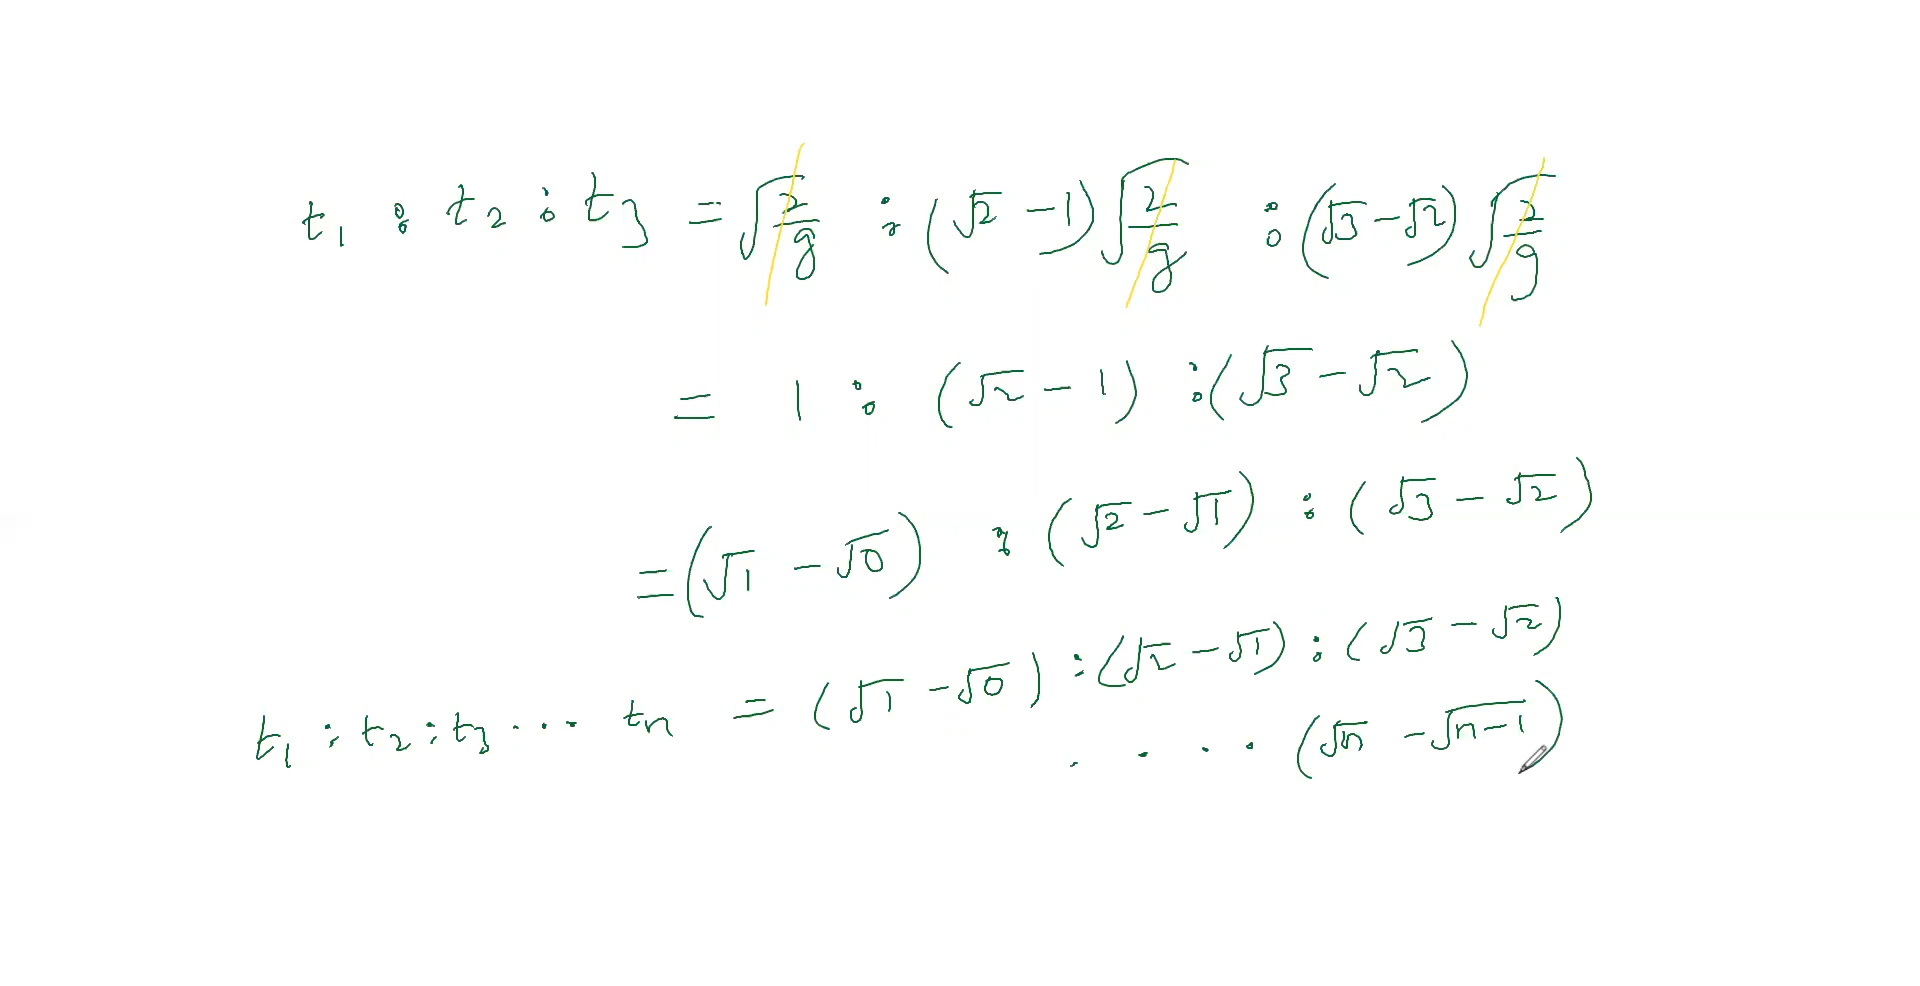 t₁ : t₂ : t₃ = √(2/g) : (√2 − 1)√(2/g) : (√3 − √2)√(2/g)
= 1 : (√2 − 1) : (√3 − √2)
= (√1 − √0) : (√2 − √1) : (√3 − √2)
t₁ : t₂ : t₃ ... tn = (√1 − √0) : (√2 − √1) : (√3 − √2)
. . . . (√n − √(n−1))